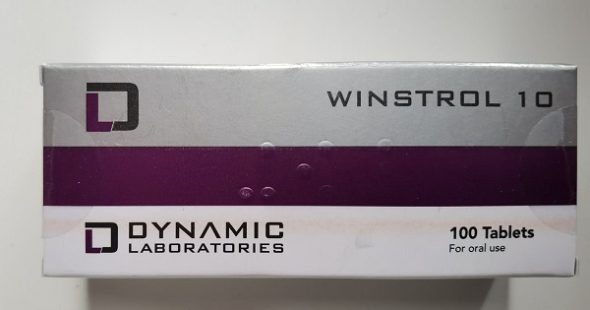 WINSTROL 10
DYNAMIC
LABORATORIES
100 Tablets
For oral use